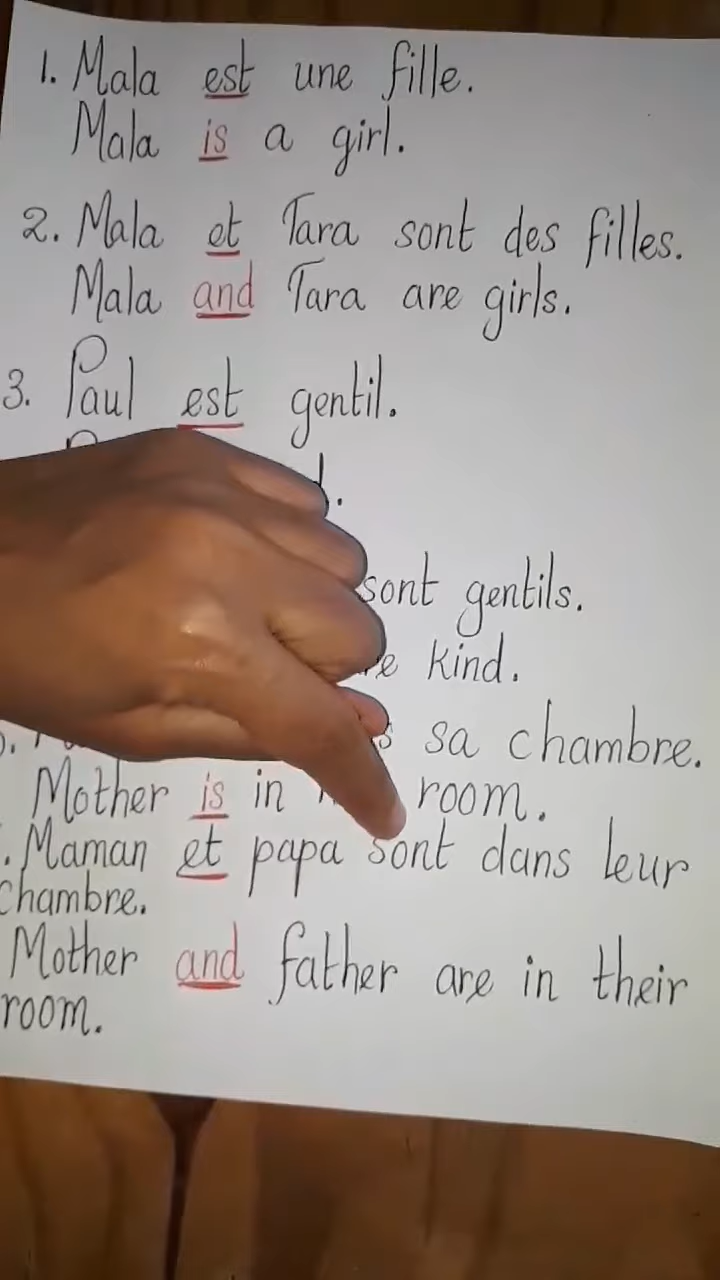 1. Mala est une fille.
Mala is a girl.
2. Mala et Tara sont des filles.
Mala and Tara are girls.
3. Paul est gentil.
sont gentils.
kind.
sa chambre.
Mother is in room.
Maman et papa sont dans leur
chambre.
Mother and father are in their
room.